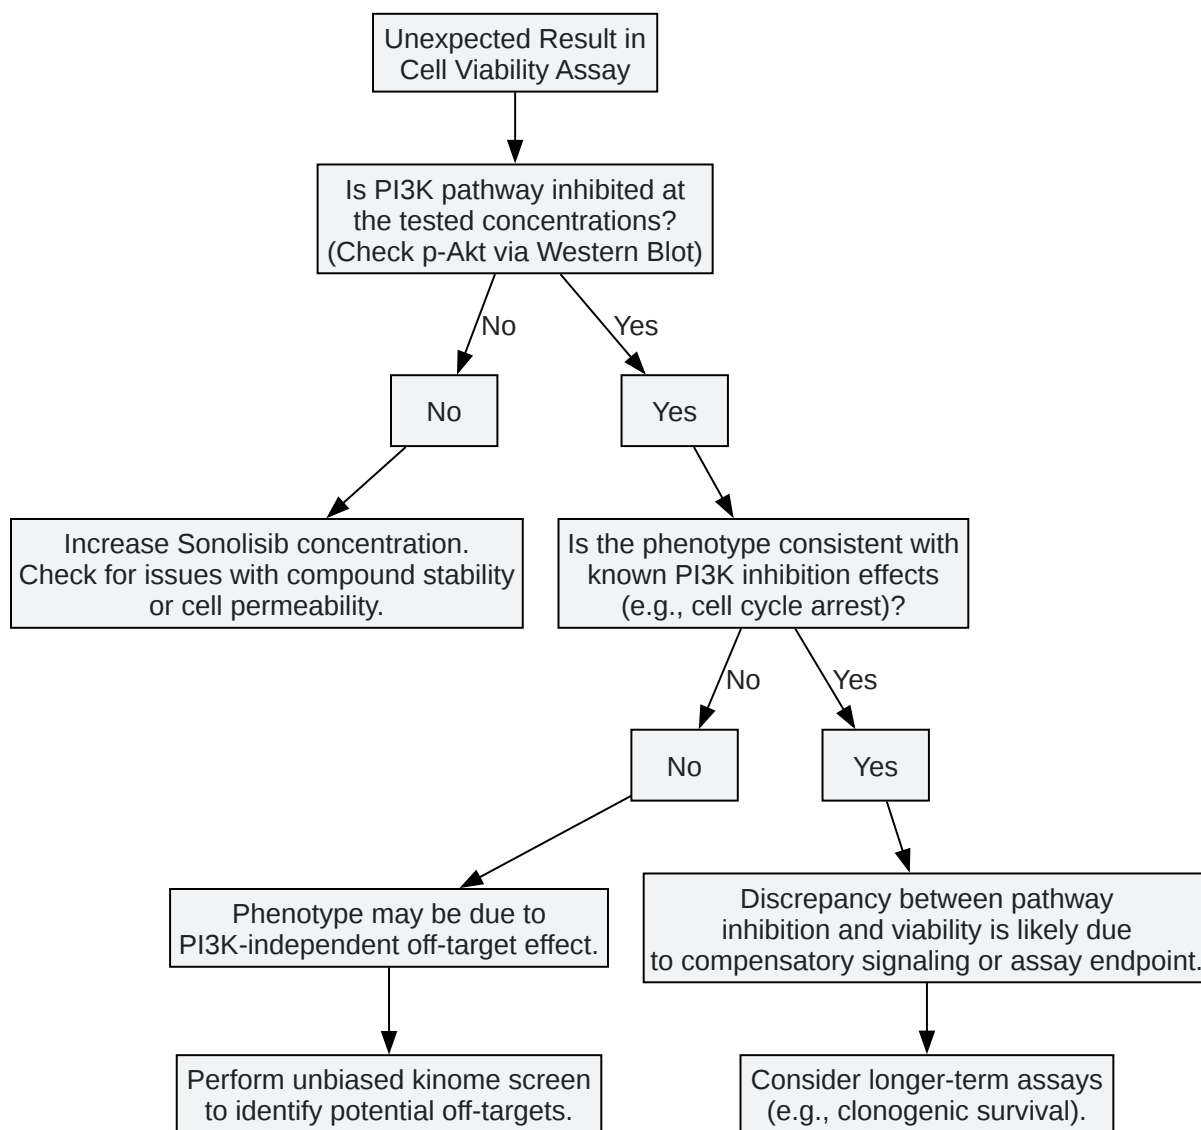 Unexpected Result in
Cell Viability Assay
Is PI3K pathway inhibited at
the tested concentrations?
(Check p-Akt via Western Blot)
No
Yes
No
Yes
Increase Sonolisib concentration.
Check for issues with compound stability
or cell permeability.
Is the phenotype consistent with
known PI3K inhibition effects
(e.g., cell cycle arrest)?
No
Yes
No
Yes
Phenotype may be due to
PI3K-independent off-target effect.
Discrepancy between pathway
inhibition and viability is likely due
to compensatory signaling or assay endpoint.
Perform unbiased kinome screen
to identify potential off-targets.
Consider longer-term assays
(e.g., clonogenic survival).